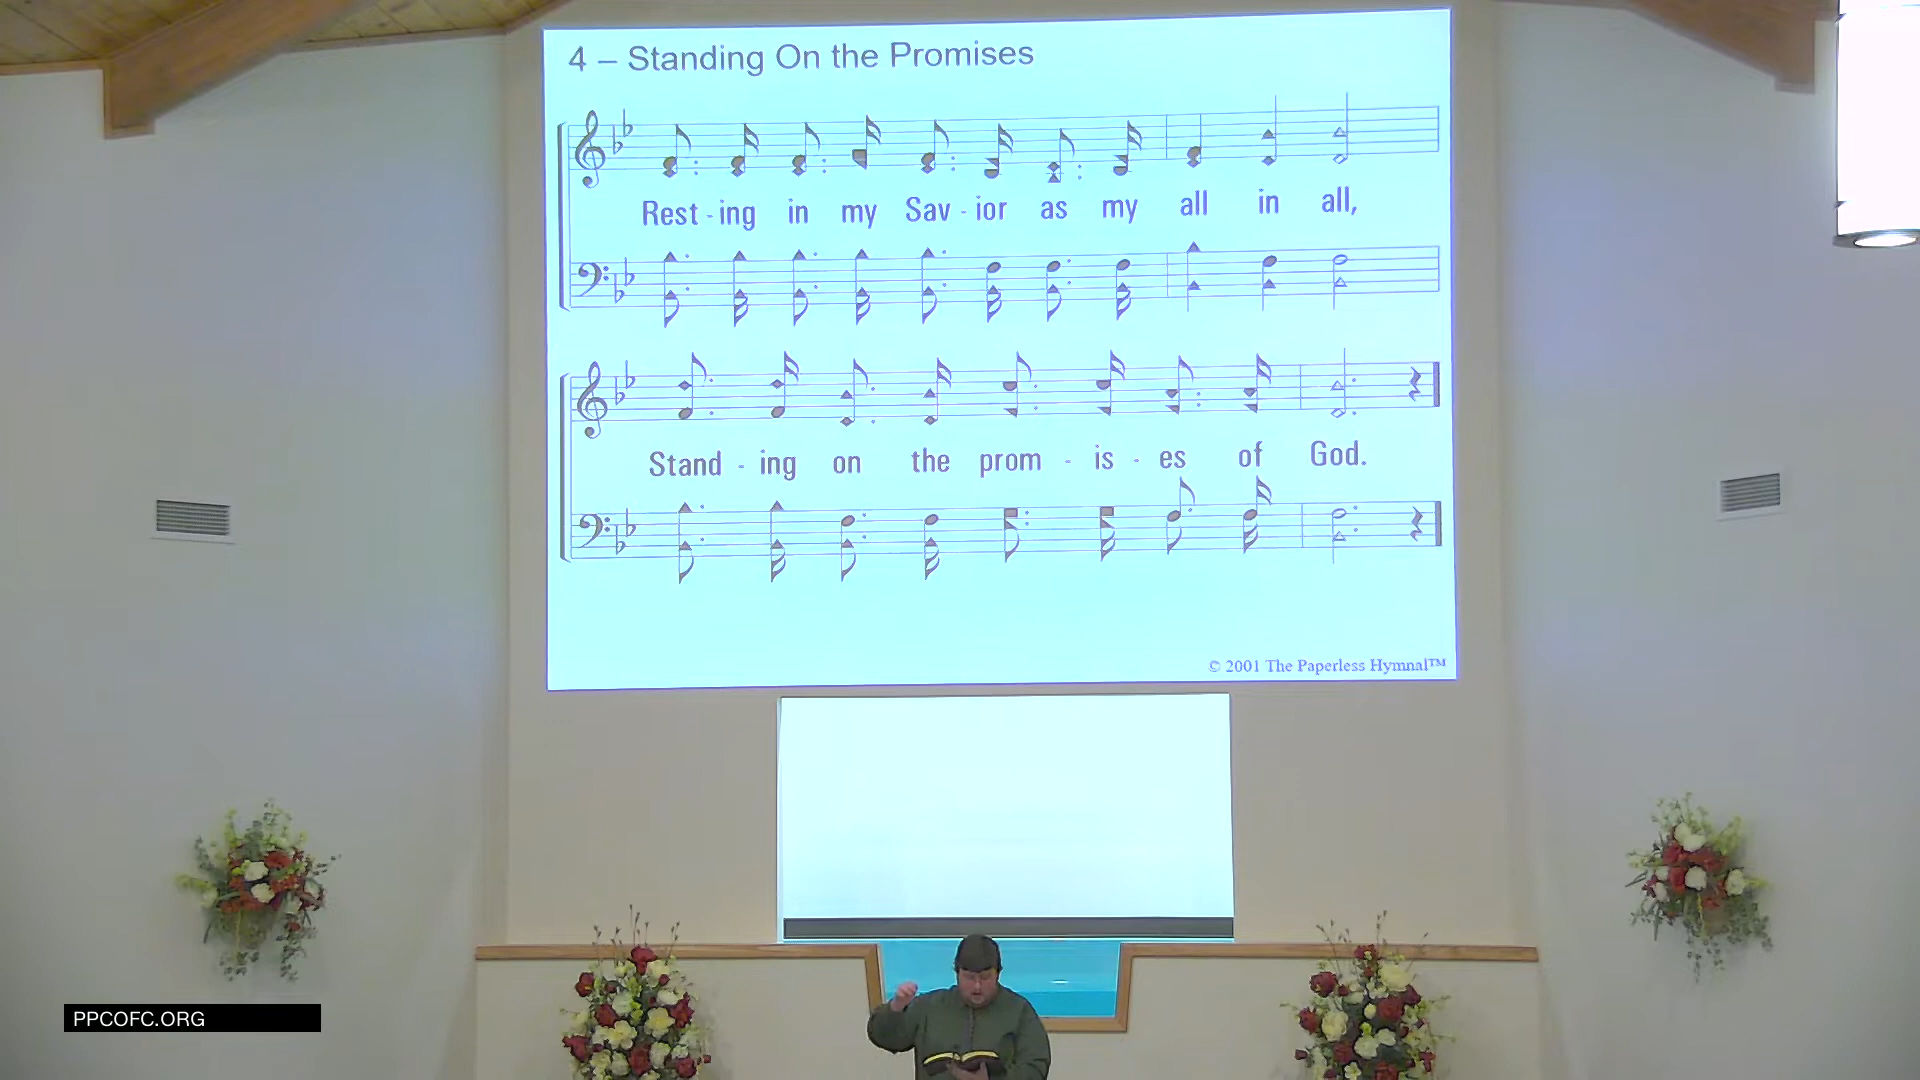 4 – Standing On the Promises
Rest - ing in my Sav - ior as my all in all,
Stand - ing on the prom - is - es of God.
© 2001 The Paperless Hymnal™
PPCOFC.ORG